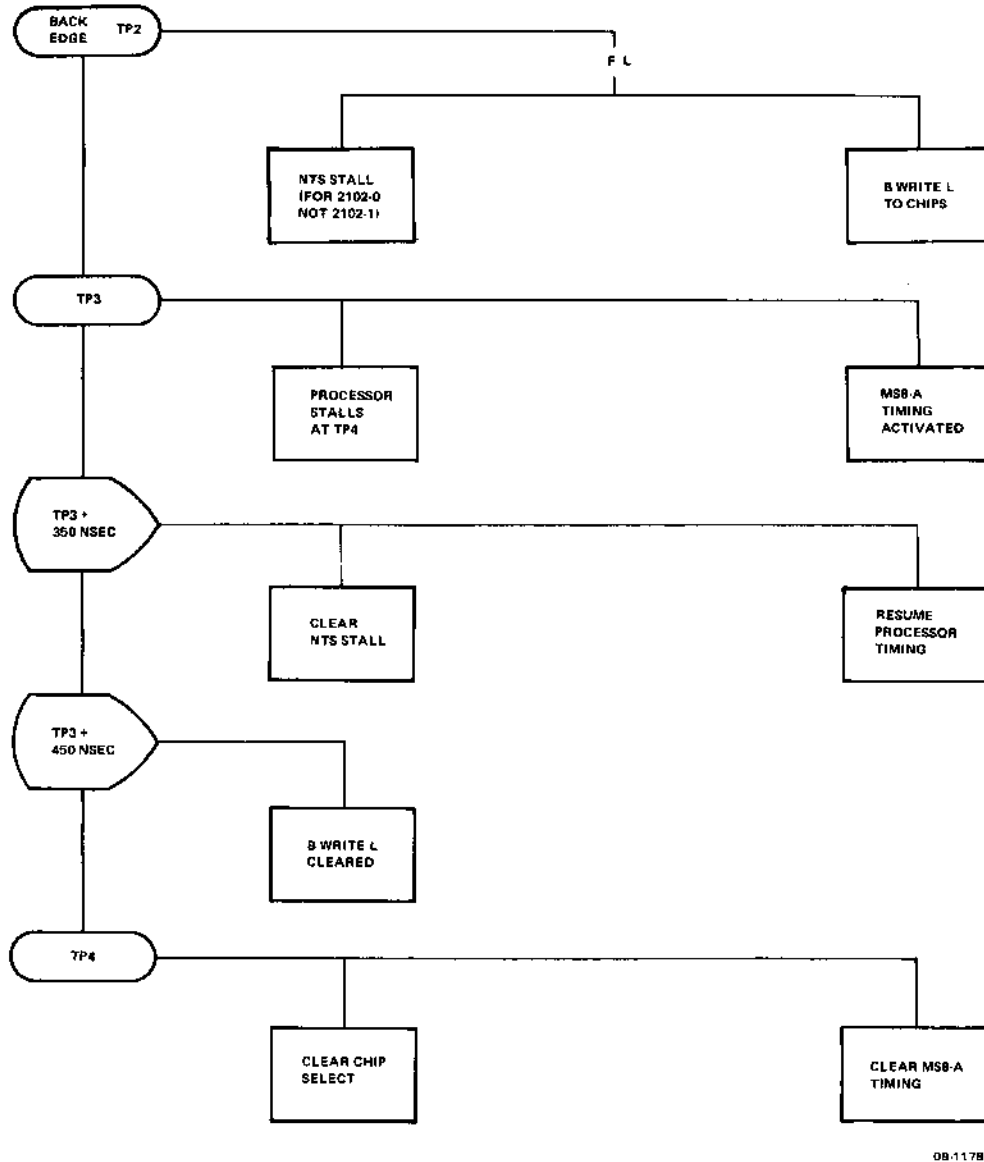 BACK TP2
EDGE
F L
NTS STALL
(FOR 2102-0
NOT 2102-1)
B WRITE L
TO CHIPS
TP3
PROCESSOR
STALLS
AT TP4
MS8-A
TIMING
ACTIVATED
TP3 +
350 NSEC
CLEAR
NTS STALL
RESUME
PROCESSOR
TIMING
TP3 +
450 NSEC
B WRITE L
CLEARED
TP4
CLEAR CHIP
SELECT
CLEAR MS8-A
TIMING
08-1178